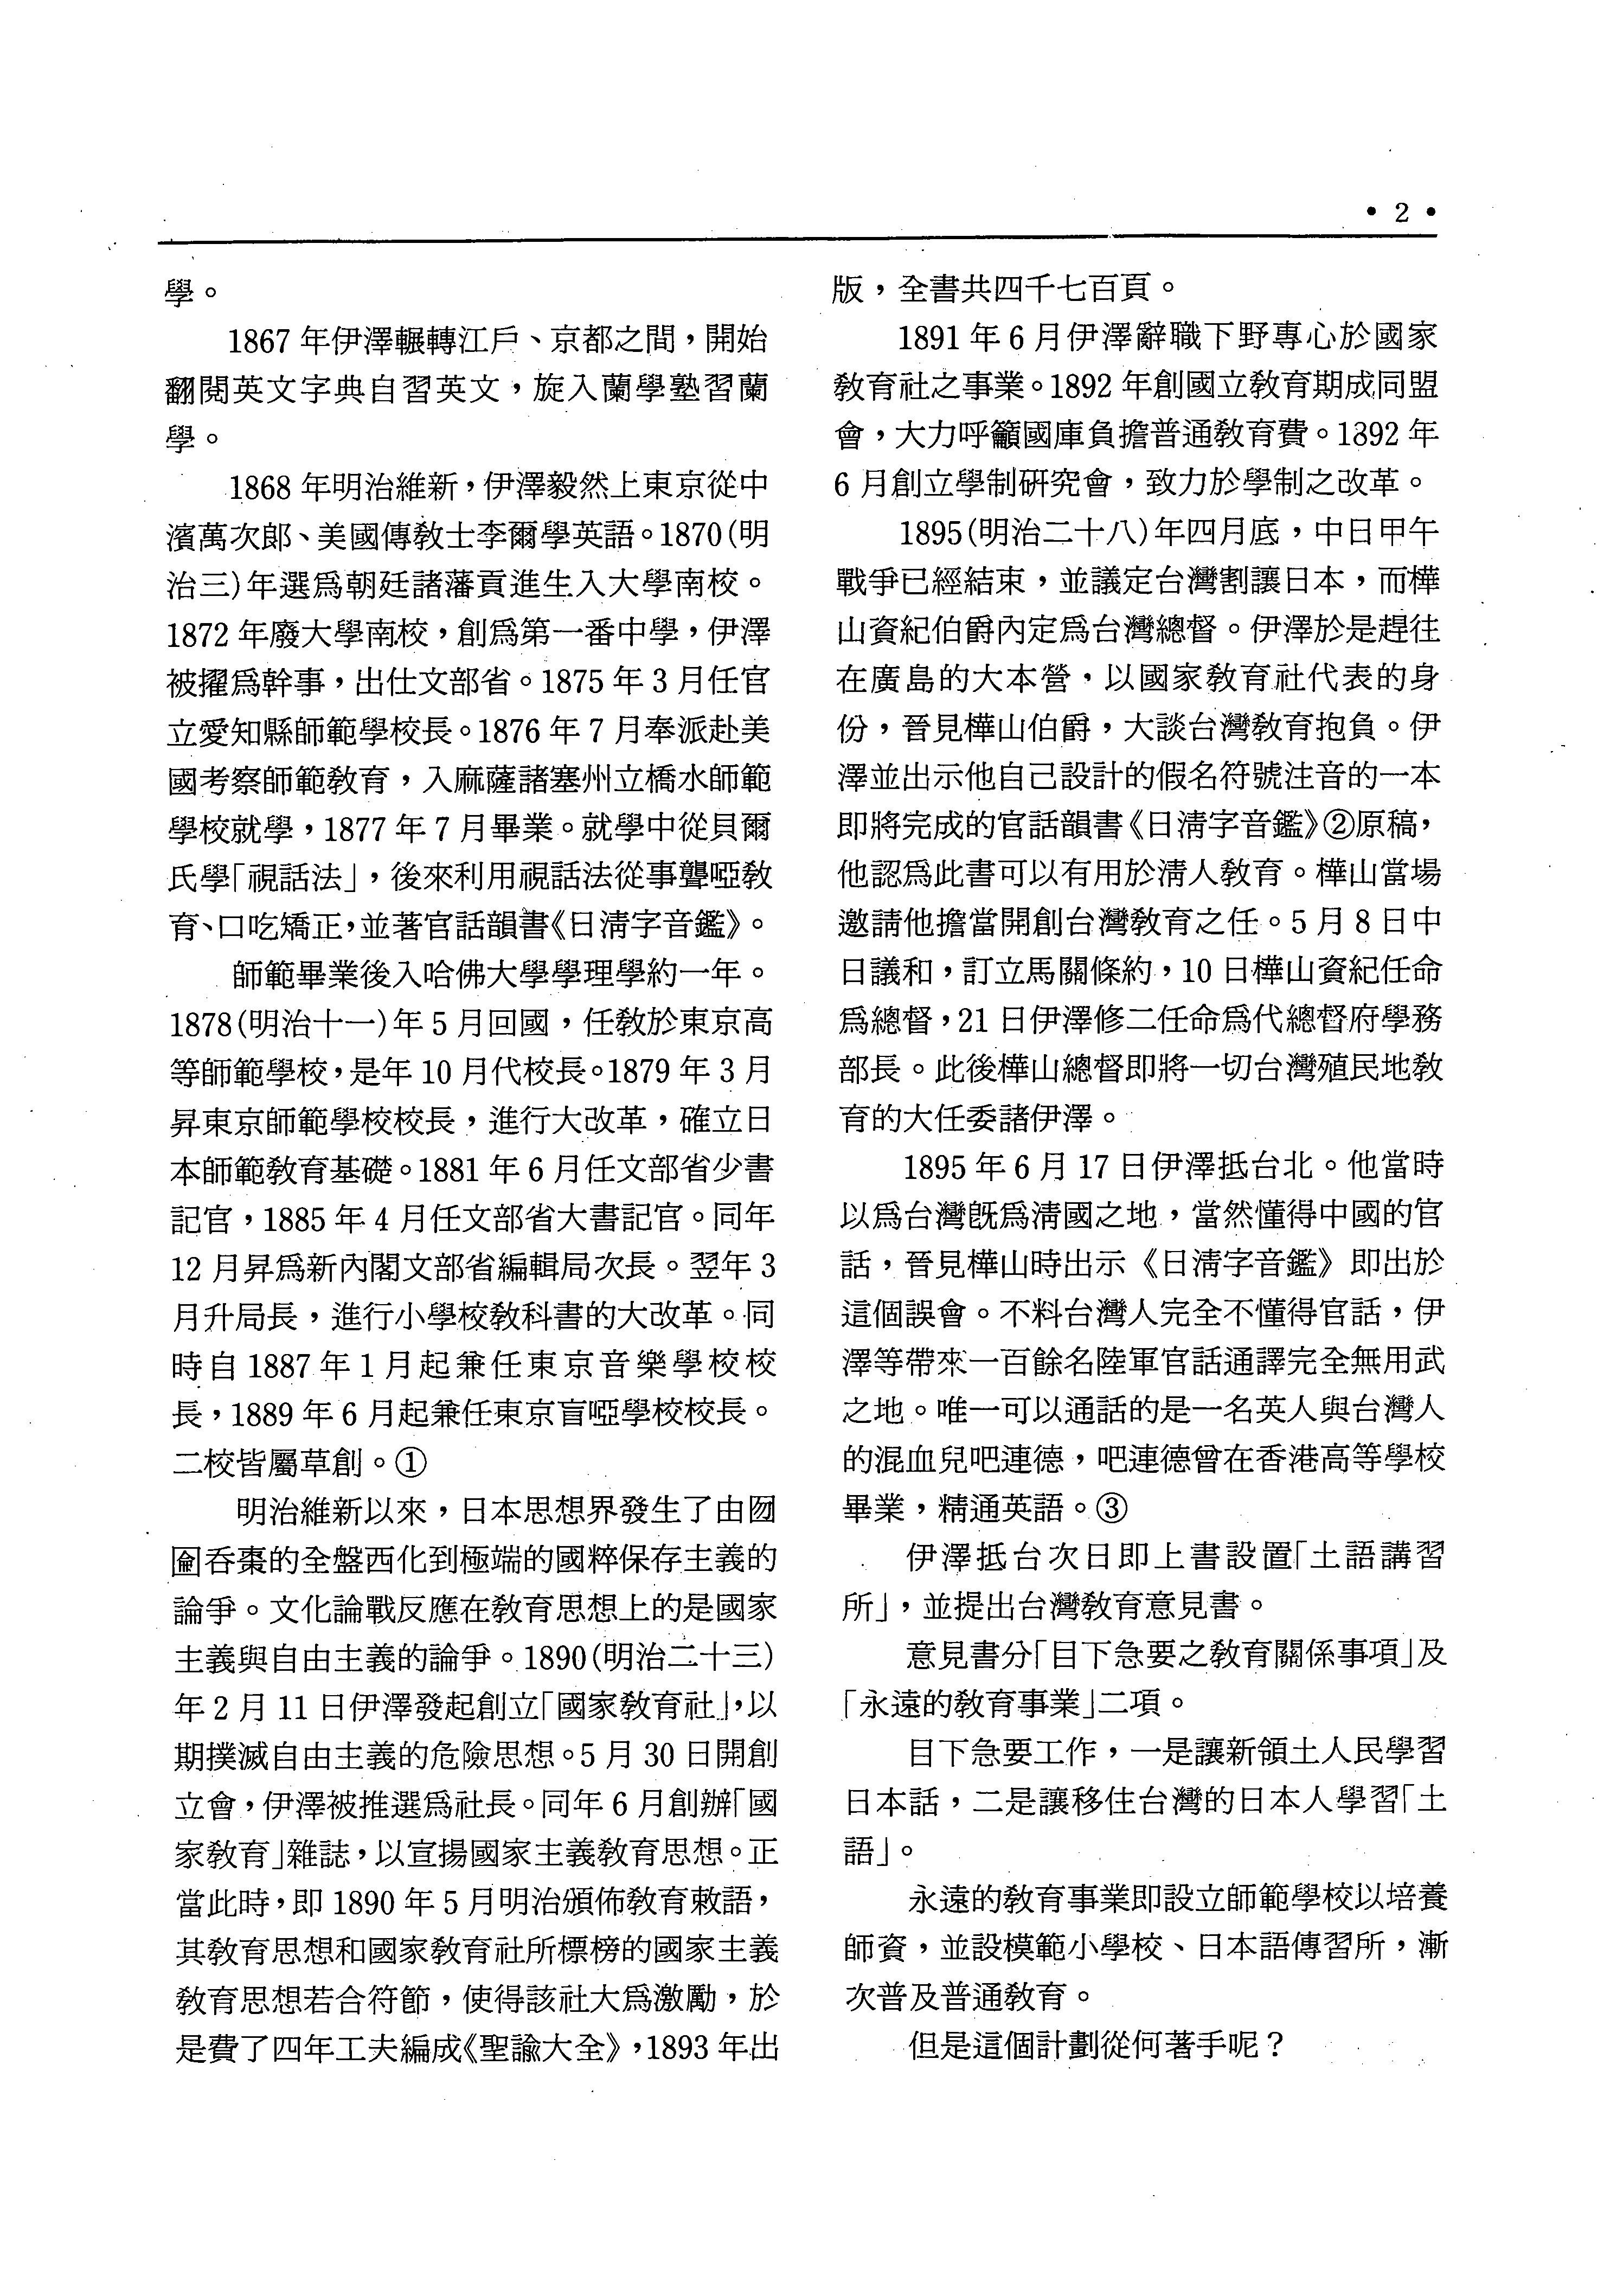 • 2 •
學。
1867 年伊澤輾轉江戶、京都之間，開始
翻閱英文字典自習英文，旋入蘭學塾習蘭
學。
1868 年明治維新，伊澤毅然上東京從中
濱萬次郎、美國傳教士李爾學英語。1870(明
治三)年選爲朝廷諸藩貢進生入大學南校。
1872 年廢大學南校，創爲第一番中學，伊澤
被擢爲幹事，出仕文部省。1875 年 3 月任官
立愛知縣師範學校長。1876 年 7 月奉派赴美
國考察師範教育，入麻薩諸塞州立橋水師範
學校就學，1877 年 7 月畢業。就學中從貝爾
氏學「視話法」，後來利用視話法從事聾啞教
育、口吃矯正，並著官話韻書《日淸字音鑑》。
師範畢業後入哈佛大學學理學約一年。
1878(明治十一)年 5 月回國，任教於東京高
等師範學校，是年 10 月代校長。1879 年 3 月
昇東京師範學校校長，進行大改革，確立日
本師範教育基礎。1881 年 6 月任文部省少書
記官，1885 年 4 月任文部省大書記官。同年
12 月昇爲新內閣文部省編輯局次長。翌年 3
月升局長，進行小學校教科書的大改革。同
時自 1887 年 1 月起兼任東京音樂學校校
長，1889 年 6 月起兼任東京盲啞學校校長。
二校皆屬草創。①
明治維新以來，日本思想界發生了由囫
圇呑棗的全盤西化到極端的國粹保存主義的
論爭。文化論戰反應在教育思想上的是國家
主義與自由主義的論爭。1890(明治二十三)
年 2 月 11 日伊澤發起創立「國家教育社」，以
期撲滅自由主義的危險思想。5 月 30 日開創
立會，伊澤被推選爲社長。同年 6 月創辦「國
家教育」雜誌，以宣揚國家主義教育思想。正
當此時，即 1890 年 5 月明治頒佈教育敕語，
其教育思想和國家教育社所標榜的國家主義
教育思想若合符節，使得該社大爲激勵，於
是費了四年工夫編成《聖諭大全》，1893 年出
版，全書共四千七百頁。
1891 年 6 月伊澤辭職下野專心於國家
教育社之事業。1892 年創國立教育期成同盟
會，大力呼籲國庫負擔普通教育費。1892 年
6 月創立學制研究會，致力於學制之改革。
1895(明治二十八)年四月底，中日甲午
戰爭已經結束，並議定台灣割讓日本，而樺
山資紀伯爵內定爲台灣總督。伊澤於是趕往
在廣島的大本營，以國家教育社代表的身
份，晉見樺山伯爵，大談台灣教育抱負。伊
澤並出示他自己設計的假名符號注音的一本
即將完成的官話韻書《日淸字音鑑》②原稿，
他認爲此書可以有用於淸人教育。樺山當場
邀請他擔當開創台灣教育之任。5 月 8 日中
日議和，訂立馬關條約，10 日樺山資紀任命
爲總督，21 日伊澤修二任命爲代總督府學務
部長。此後樺山總督即將一切台灣殖民地教
育的大任委諸伊澤。
1895 年 6 月 17 日伊澤抵台北。他當時
以爲台灣既爲淸國之地，當然懂得中國的官
話，晉見樺山時出示《日淸字音鑑》即出於
這個誤會。不料台灣人完全不懂得官話，伊
澤等帶來一百餘名陸軍官話通譯完全無用武
之地。唯一可以通話的是一名英人與台灣人
的混血兒吧連德，吧連德曾在香港高等學校
畢業，精通英語。③
伊澤抵台次日即上書設置「土語講習
所」，並提出台灣教育意見書。
意見書分「目下急要之教育關係事項」及
「永遠的教育事業」二項。
目下急要工作，一是讓新領土人民學習
日本話，二是讓移住台灣的日本人學習「土
語」。
永遠的教育事業即設立師範學校以培養
師資，並設模範小學校、日本語傳習所，漸
次普及普通教育。
但是這個計劃從何著手呢？